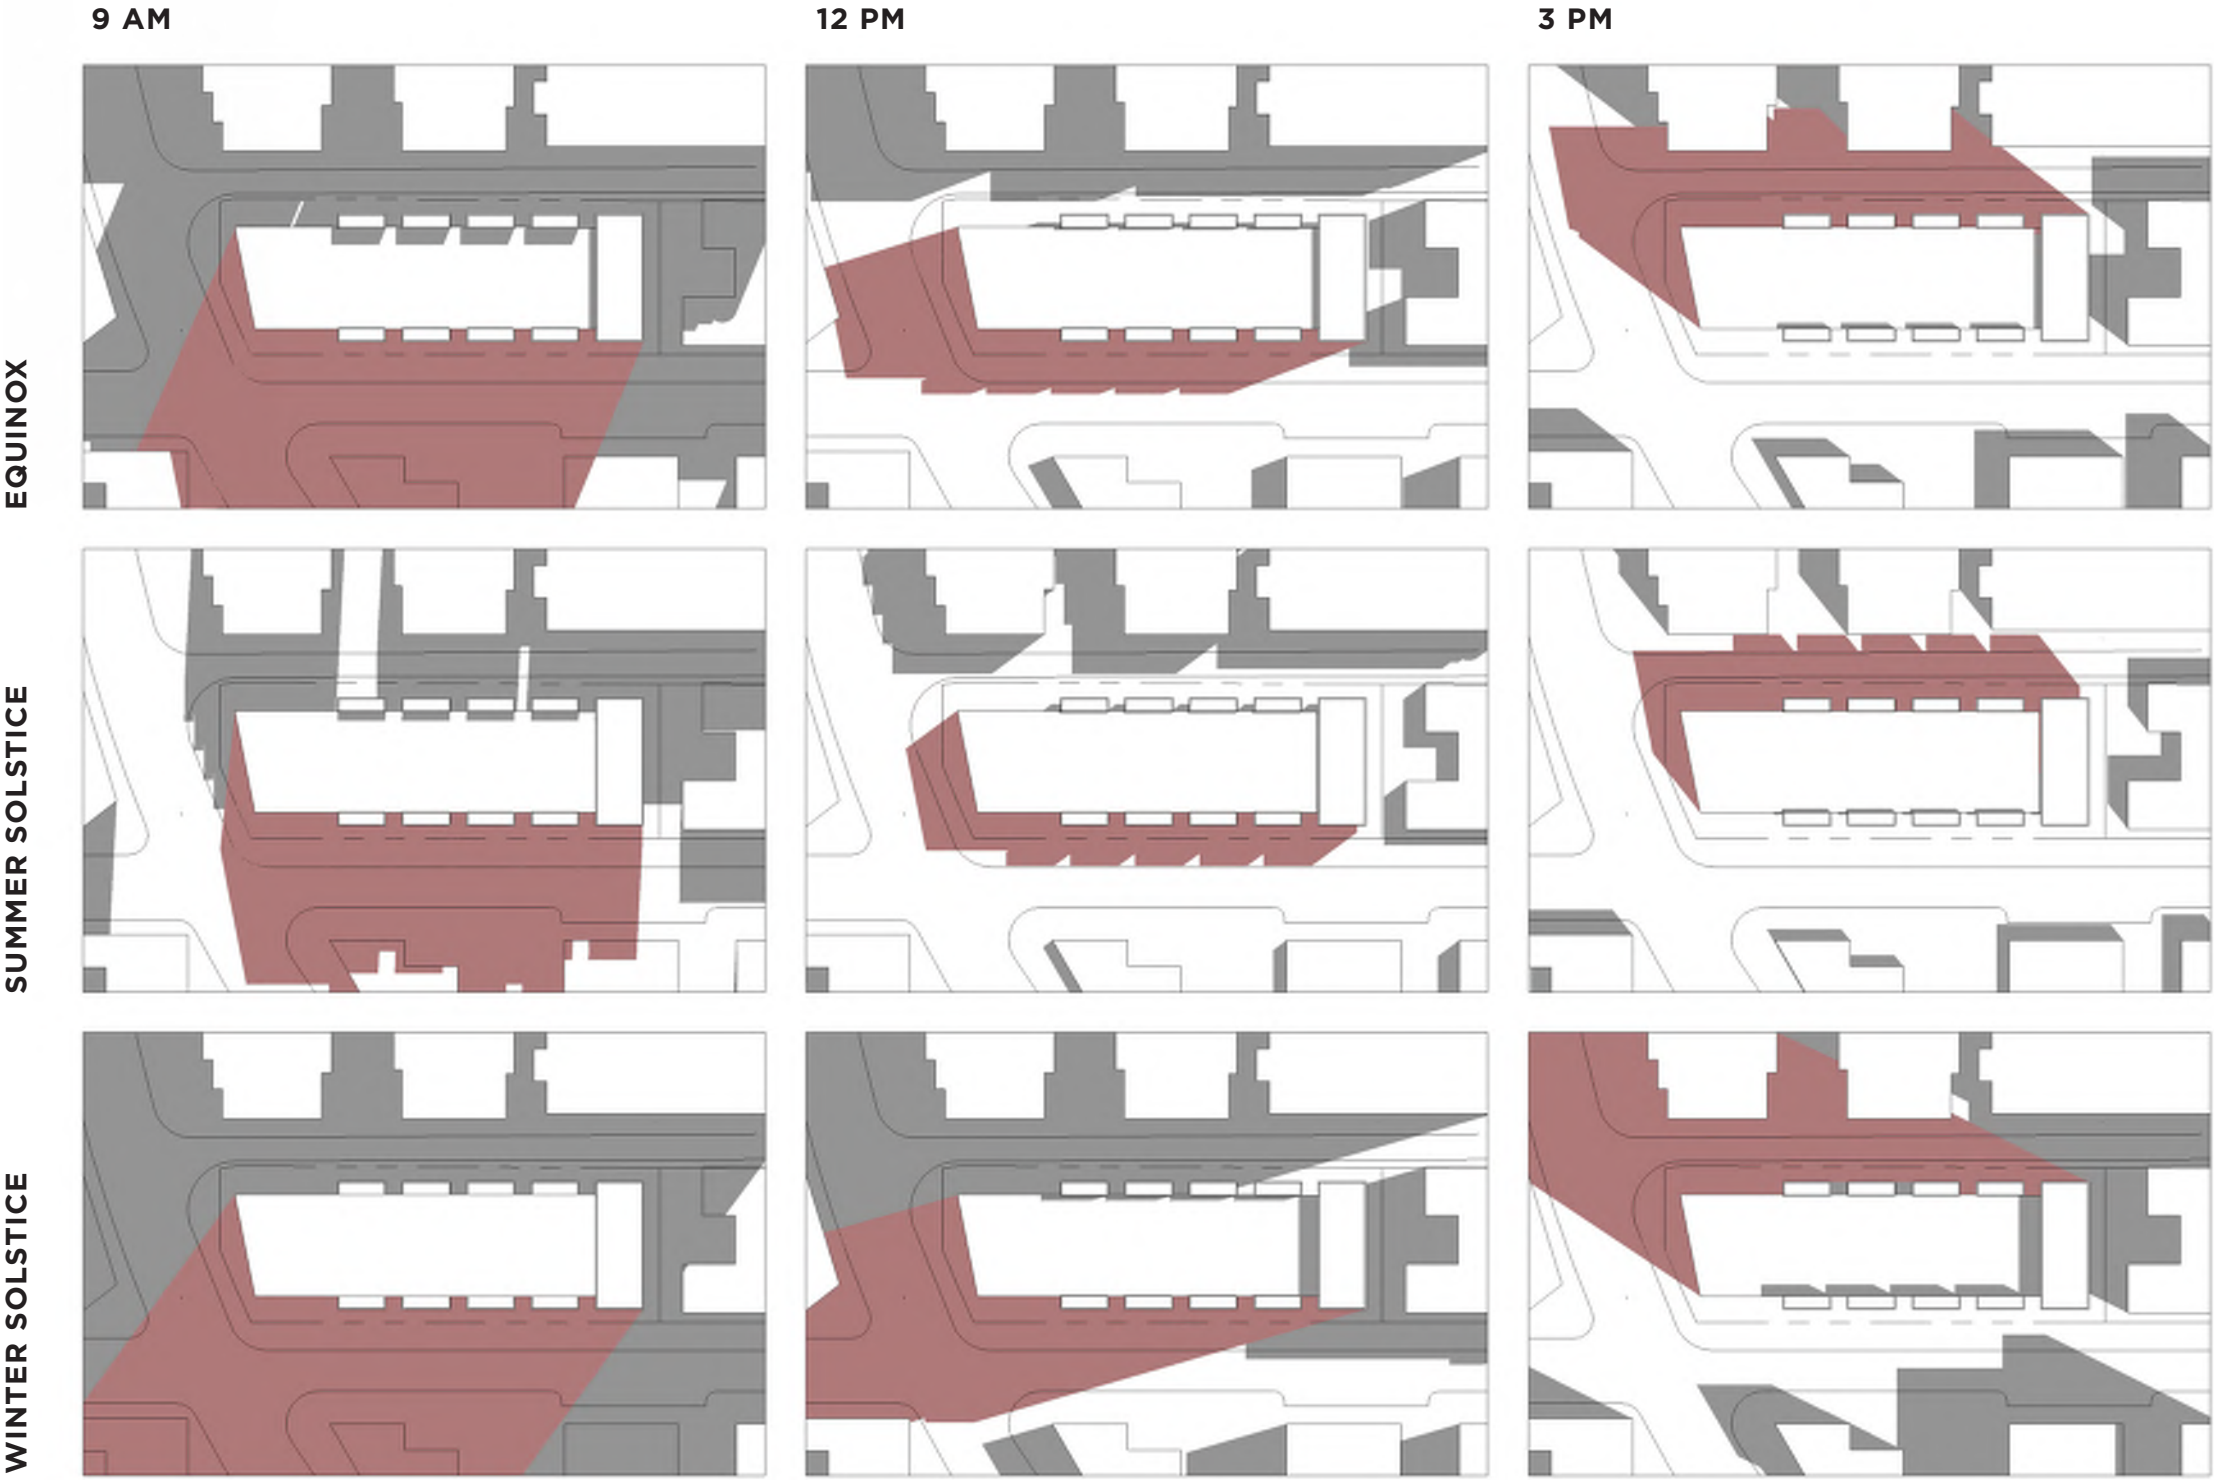 9 AM
12 PM
3 PM
EQUINOX
SUMMER SOLSTICE
WINTER SOLSTICE